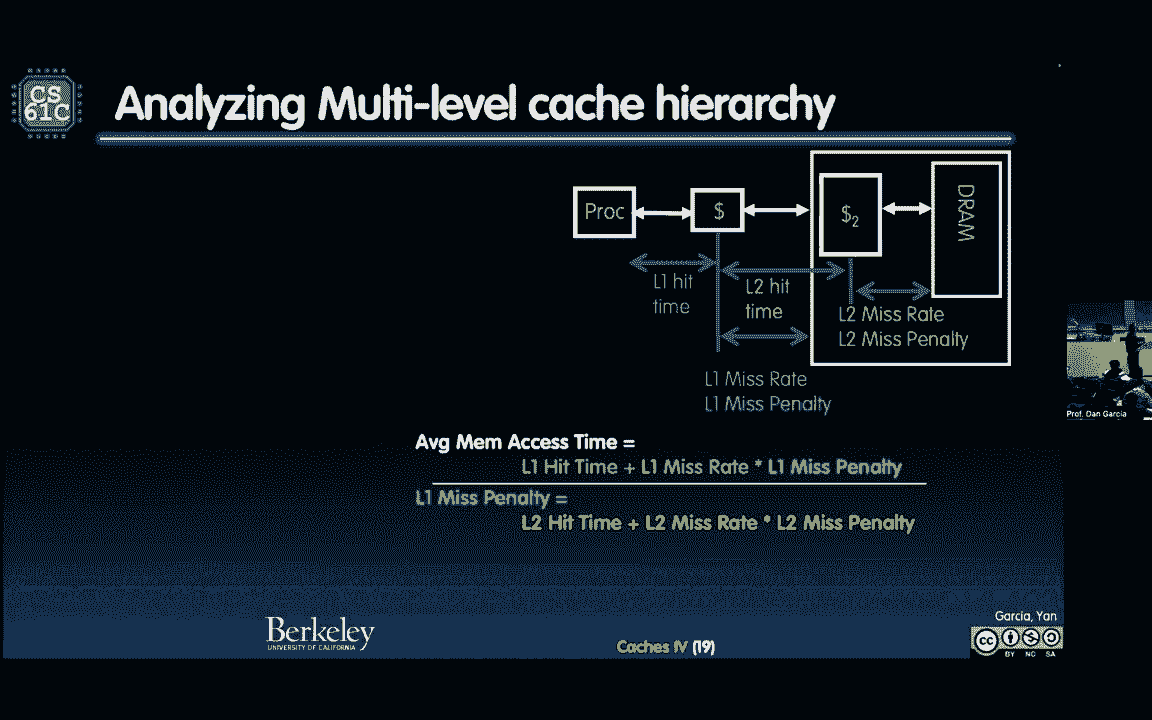 CS
61C
Analyzing Multi-level cache hierarchy
Proc
$
$2
DRAM
L1 hit
time
L2 hit
time
L2 Miss Rate
L2 Miss Penalty
L1 Miss Rate
L1 Miss Penalty
Prof. Dan Garcia
Avg Mem Access Time =
L1 Hit Time + L1 Miss Rate * L1 Miss Penalty
L1 Miss Penalty =
L2 Hit Time + L2 Miss Rate * L2 Miss Penalty
Berkeley
UNIVERSITY OF CALIFORNIA
Caches IV (19)
Garcia, Yan
cc
BY NC SA